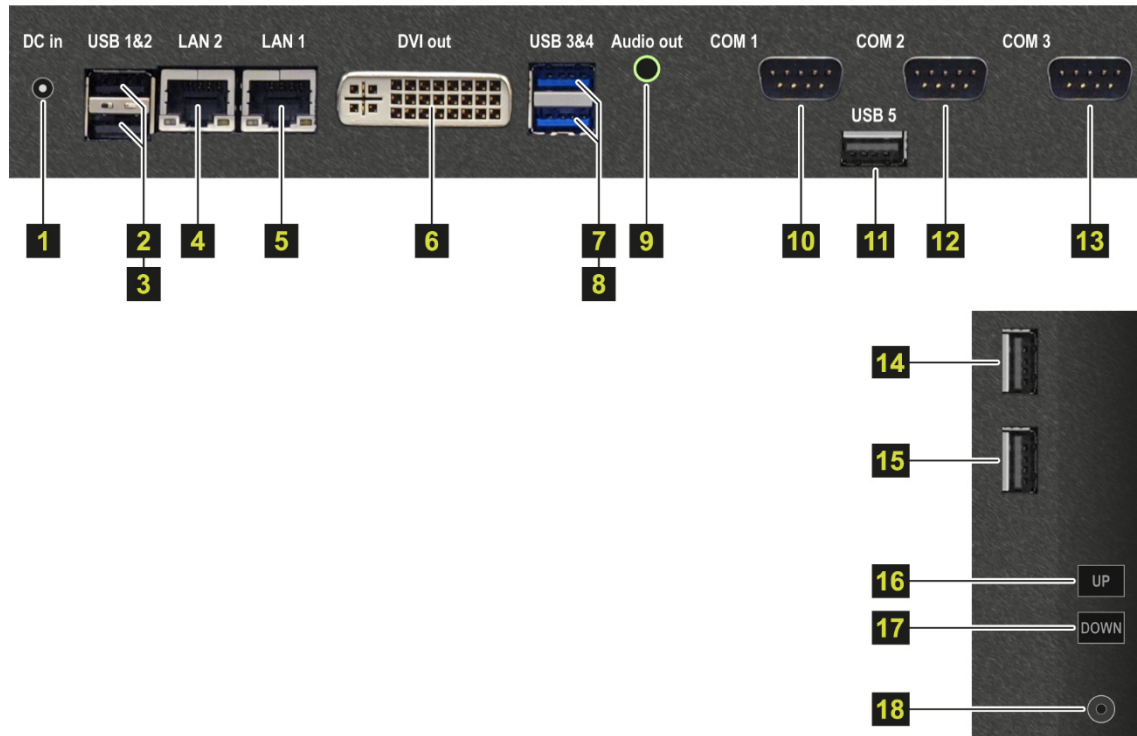 DC in USB 1&2 LAN 2 LAN 1 DVI out USB 3&4 Audio out COM 1 COM 2 COM 3
USB 5
1 2 4 5 6 7 9 10 11 12 13
3 8
14
15
16 UP
17 DOWN
18